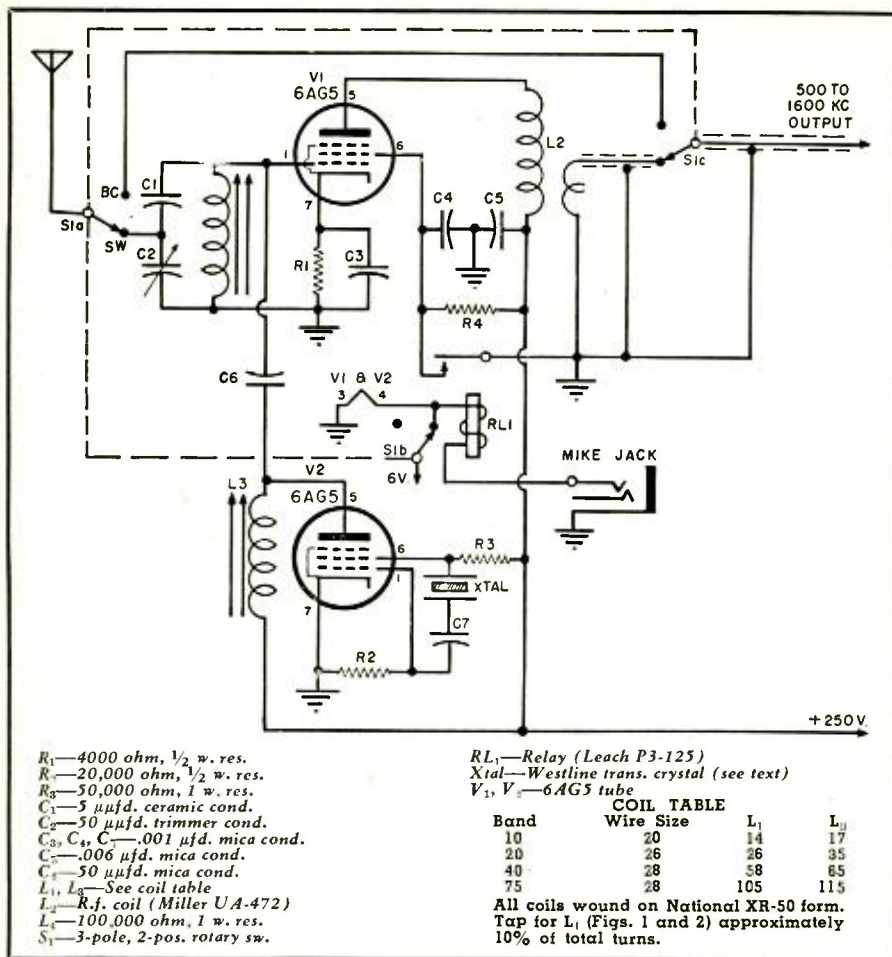 V1
6AG5
5
1
6
7
L2
500 TO
1600 KC
OUTPUT
S1c
BC
C1
S1a
SW
C2
R1
C3
C4
C5
R4
C6
V1 & V2
3
4
RL1
S1b
6V.
MIKE JACK
L3
V2
6AG5
5
6
1
7
R3
XTAL
C7
R2
+250V.
R₁—4000 ohm, ½ w. res.
R—20,000 ohm, ½ w. res.
R₃—50,000 ohm, 1 w. res.
C₁—5 μμfd. ceramic cond.
C₂—50 μμfd. trimmer cond.
C₃, C₄, C—.001 μfd. mica cond.
C—.006 μfd. mica cond.
C—50 μμfd. mica cond.
L₁, L₃—See coil table
L—R.f. coil (Miller UA-472)
—100,000 ohm, 1 w. res.
S₁—3-pole, 2-pos. rotary sw.
RL₁—Relay (Leach P3-125)
Xtal—Westline trans. crystal (see text)
V₁, V—6AG5 tube
COIL TABLE
Band Wire Size L₁ L
10 20 14 17
20 26 26 35
40 28 58 65
75 28 105 115
All coils wound on National XR-50 form.
Tap for L₁ (Figs. 1 and 2) approximately
10% of total turns.